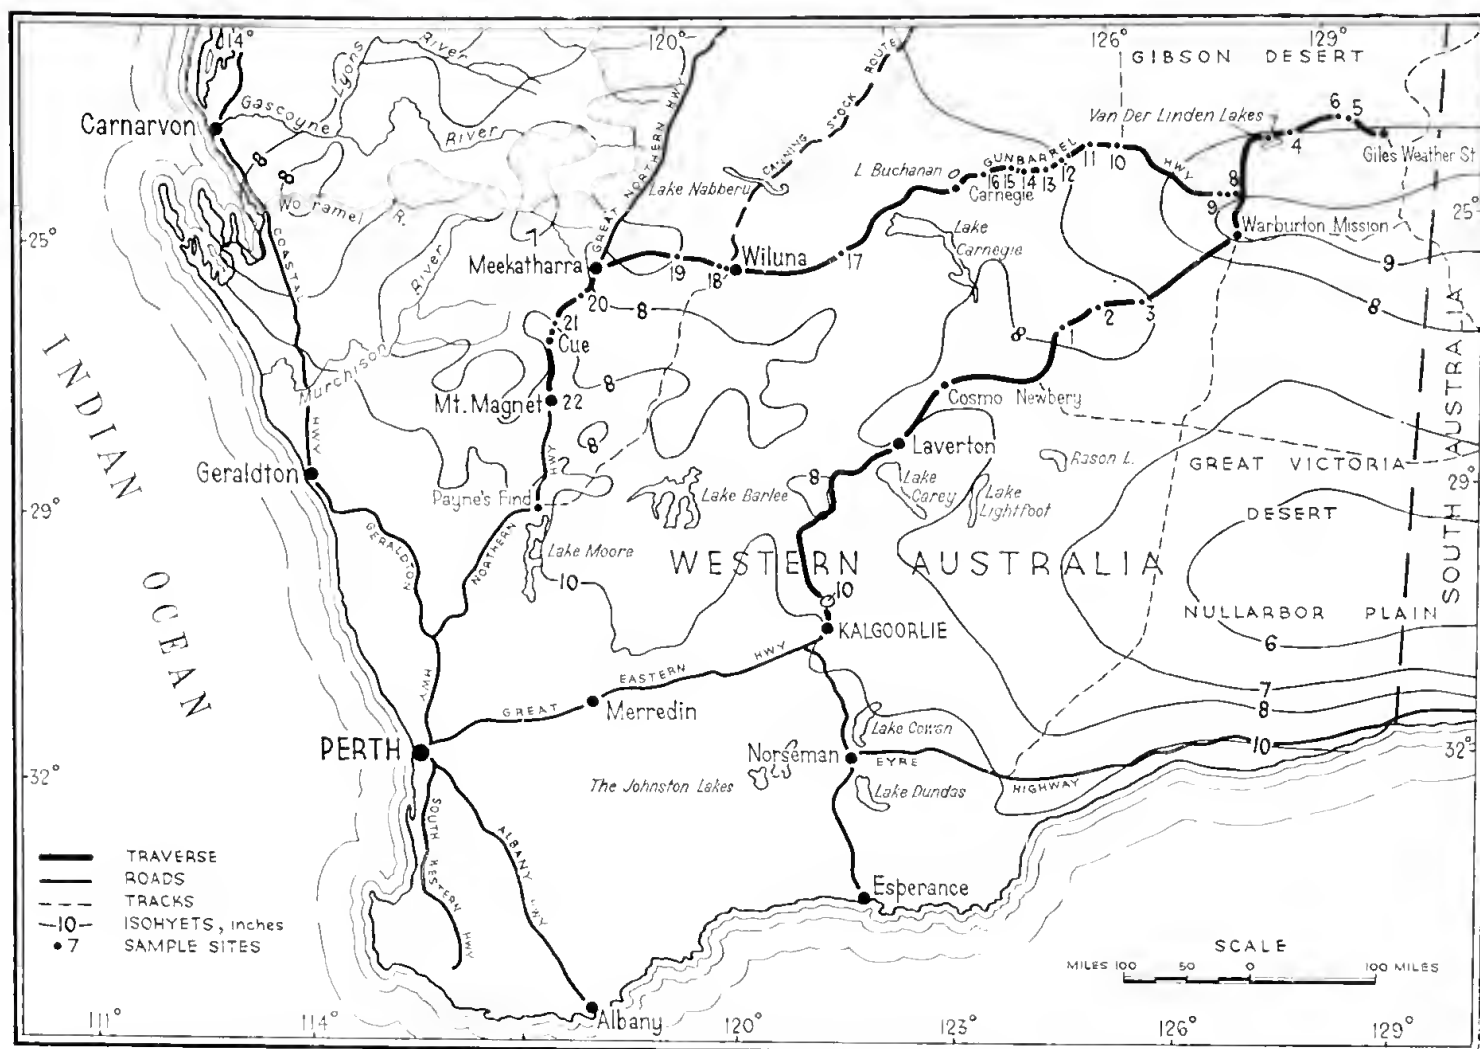 114°
120°
126°
129°
GIBSON DESERT
Lyons
River
Gascoyne
River
Carnarvon
GREAT NORTHERN HWY
CANNING STOCK ROUTE
Van Der Linden Lakes
6
5
4
Giles Weather St
L Buchanan
GUNBARREL
HWY
16
15
14
13
12
11
10
8
9
Carnegie
Lake Nabberu
8
8
Wooramel R.
25°
25°
Warburton Mission
Lake
Carnegie
COASTAL
River
Meekatharra
19
18
Wiluna
17
9
8
20
8
21
Cue
1
2
3
8
INDIAN OCEAN
Murchison
Mt. Magnet
22
8
8
Cosmo Newbery
SOUTH AUSTRALIA
HWY
HWY
Laverton
Geraldton
8
Rason L.
GREAT VICTORIA
29°
29°
Payne's Find
Lake Barlee
Lake
Carey
Lake
Lightfoot
DESERT
GERALDTON
NORTHERN
Lake Moore
10
WESTERN AUSTRALIA
10
NULLARBOR PLAIN
KALGOORLIE
6
HWY
EASTERN
HWY
GREAT
Merredin
7
8
10
Lake Cowan
PERTH
Norseman
EYRE
HIGHWAY
32°
32°
The Johnston Lakes
Lake Dundas
SOUTH WESTERN HWY
ALBANY HWY
Esperance
TRAVERSE
ROADS
TRACKS
—10— ISOHYETS, inches
• 7 SAMPLE SITES
SCALE
MILES 100 50 0 100 MILES
Albany
111°
114°
120°
123°
126°
129°